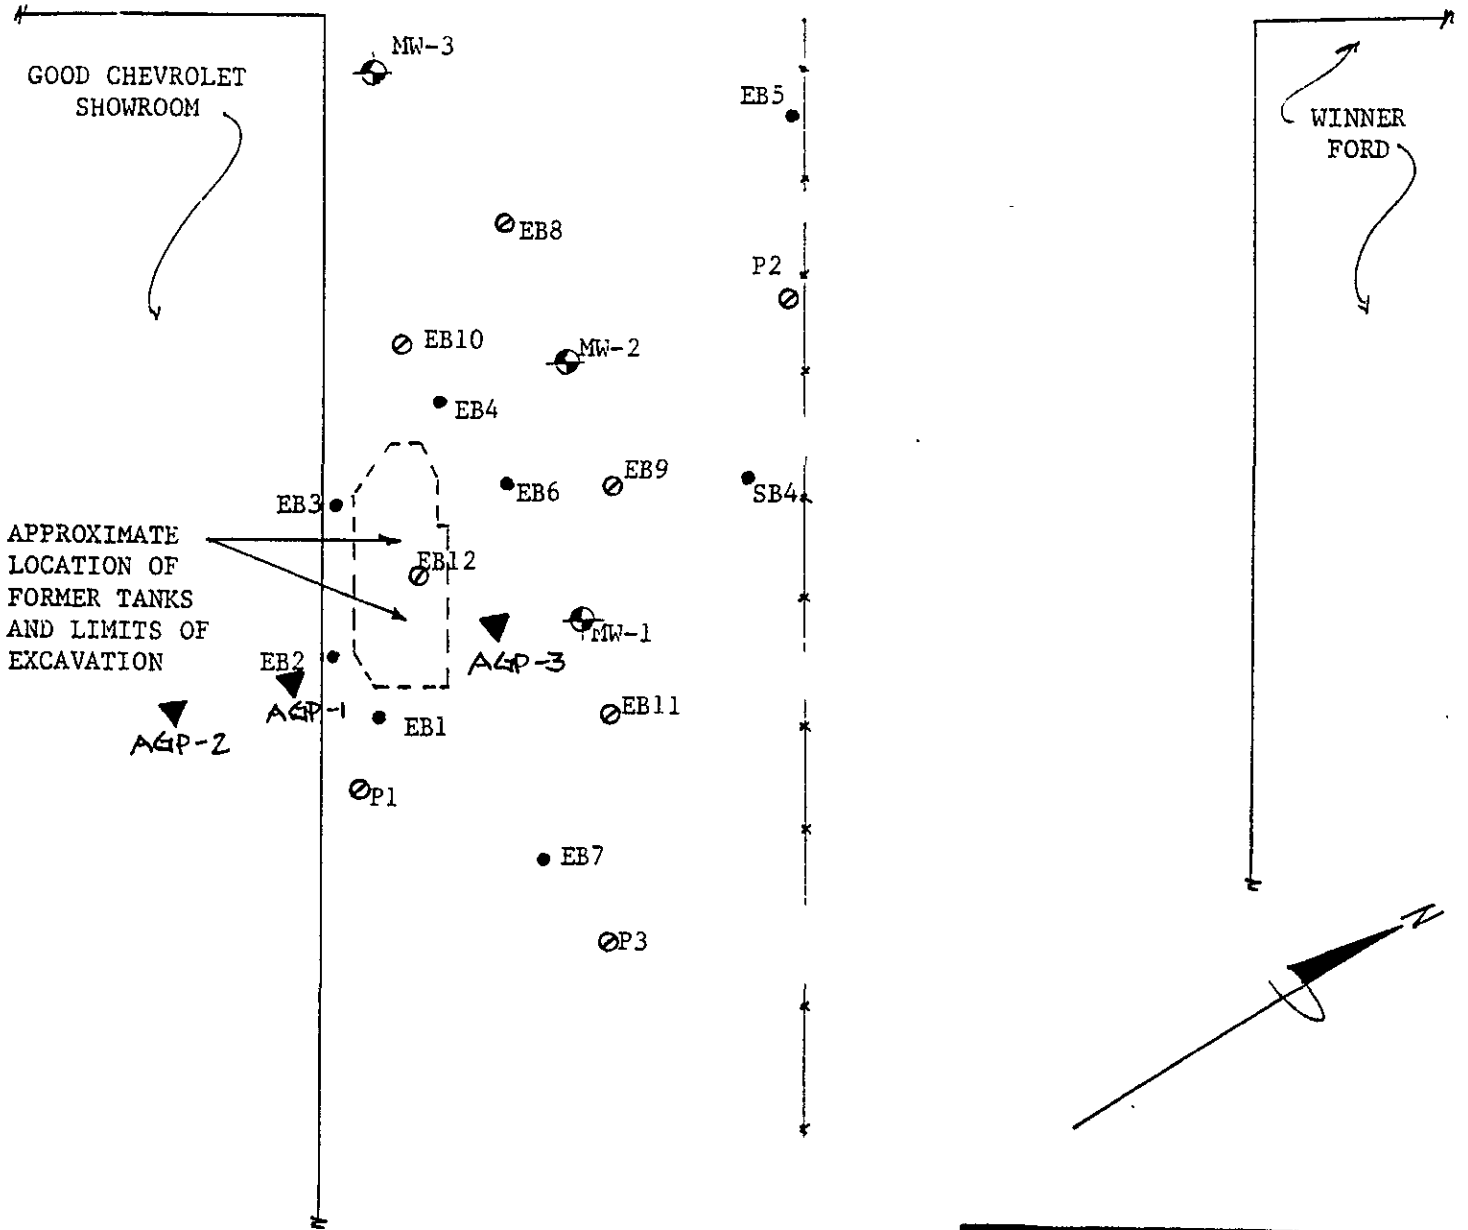 MW-3
GOOD CHEVROLET
SHOWROOM
EB5
WINNER
FORD
EB8
P2
EB10
MW-2
EB4
EB9
EB6
SB4
EB3
APPROXIMATE
LOCATION OF
FORMER TANKS
AND LIMITS OF
EXCAVATION
EB12
MW-1
AGP-3
EB2
AGP-1
EB11
EB1
AGP-2
P1
EB7
P3
N